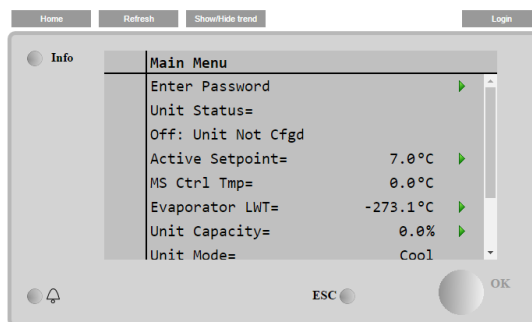 Home Refresh Show/Hide trend Login
Info
Main Menu
Enter Password
Unit Status=
Off: Unit Not Cfgd
Active Setpoint= 7.0°C
MS Ctrl Tmp= 0.0°C
Evaporator LWT= -273.1°C
Unit Capacity= 0.0%
Unit Mode= Cool
ESC
OK